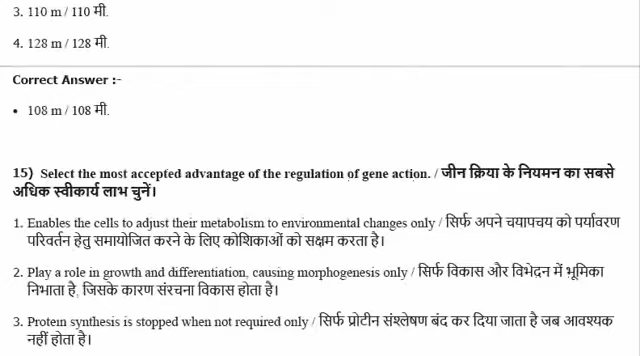 3. 110 m / 110 मी.
4. 128 m / 128 मी.
Correct Answer :-
• 108 m / 108 मी.
15) Select the most accepted advantage of the regulation of gene action. / जीन क्रिया के नियमन का सबसे
अधिक स्वीकार्य लाभ चुनें।
1. Enables the cells to adjust their metabolism to environmental changes only / सिर्फ अपने चयापचय को पर्यावरण
परिवर्तन हेतु समायोजित करने के लिए कोशिकाओं को सक्षम करता है।
2. Play a role in growth and differentiation, causing morphogenesis only / सिर्फ विकास और विभेदन में भूमिका
निभाता है, जिसके कारण संरचना विकास होता है।
3. Protein synthesis is stopped when not required only / सिर्फ प्रोटीन संश्लेषण बंद कर दिया जाता है जब आवश्यक
नहीं होता है।